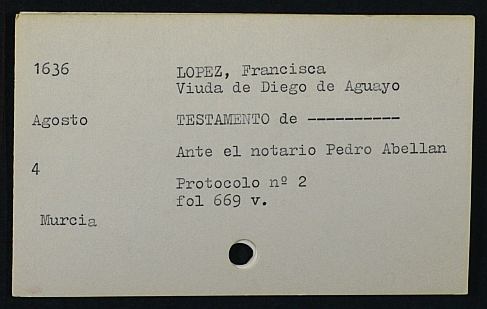 1636
LOPEZ, Francisca
Viuda de Diego de Aguayo
Agosto
TESTAMENTO de ----------
Ante el notario Pedro Abellan
4
Protocolo nº 2
fol 669 v.
Murcia